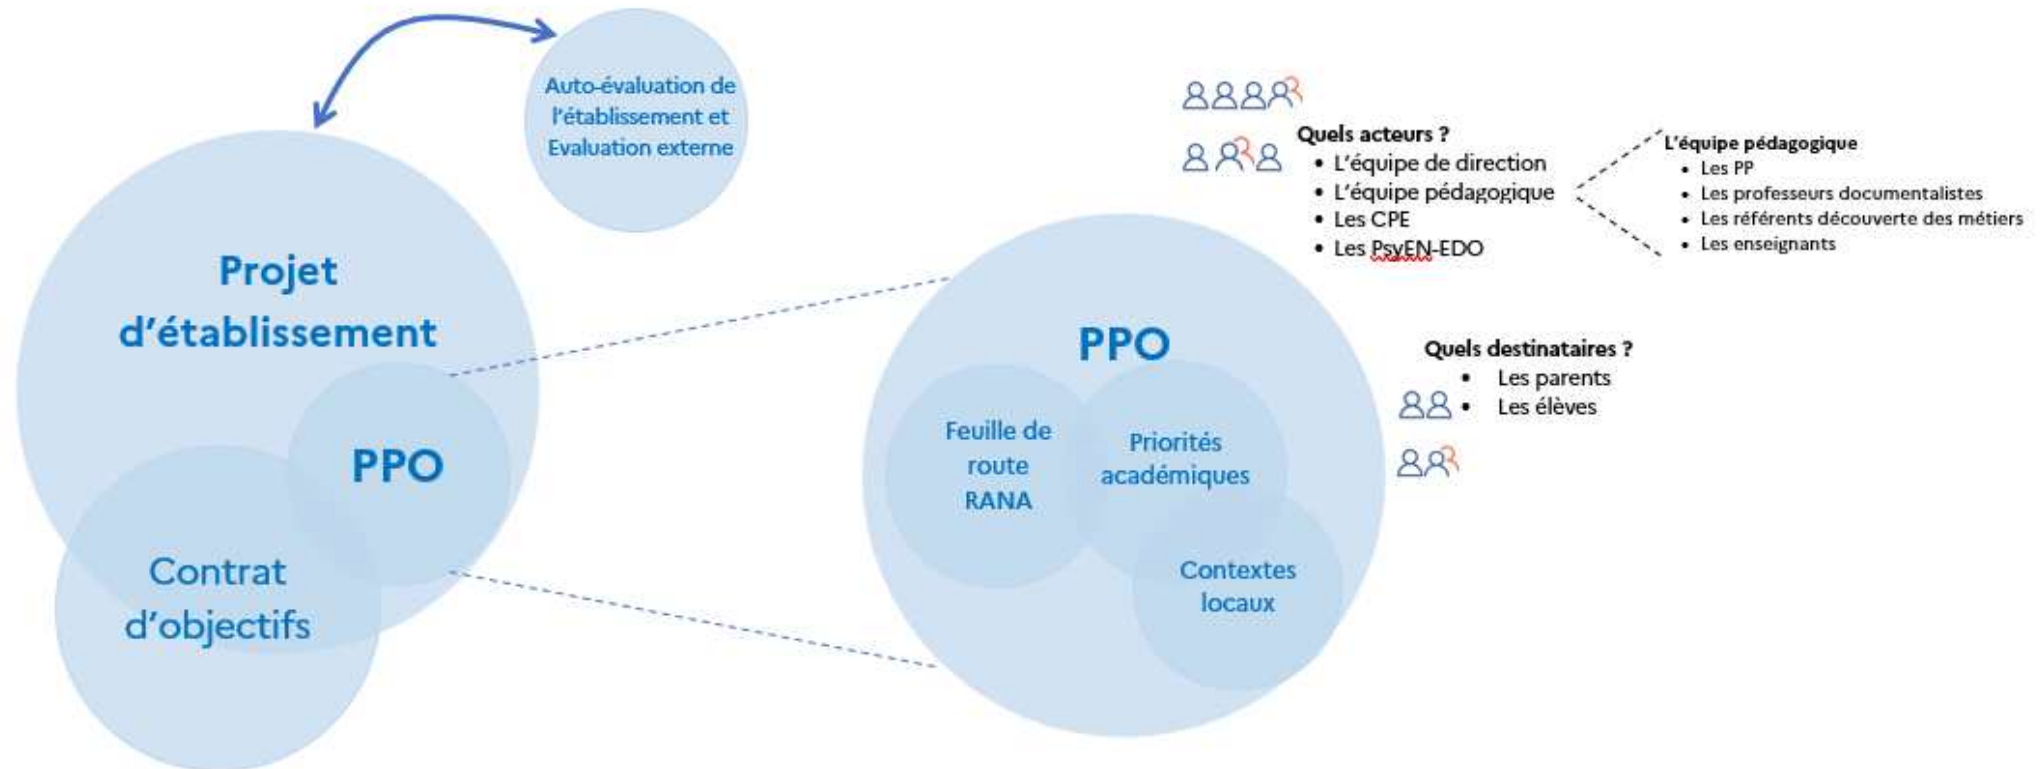 Auto-évaluation de
l'établissement et
Evaluation externe
Projet
d'établissement
PPO
Contrat
d'objectifs
PPO
Feuille de
route
RANA
Priorités
académiques
Contextes
locaux
Quels acteurs ?
• L'équipe de direction
• L'équipe pédagogique
• Les CPE
• Les PsyEN-EDO
L'équipe pédagogique
• Les PP
• Les professeurs documentalistes
• Les référents découverte des métiers
• Les enseignants
Quels destinataires ?
• Les parents
• Les élèves